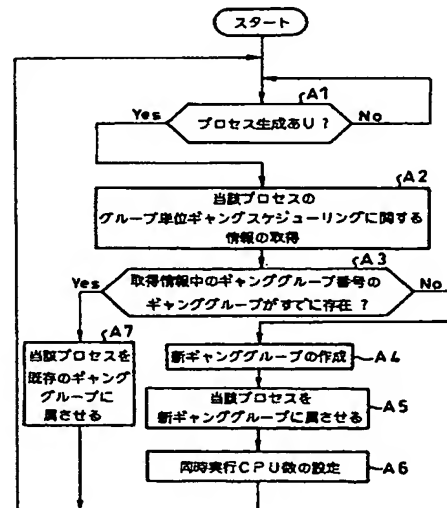 スタート
A1
Yes
プロセス生成あり?
No
A2
当該プロセスの
グループ単位ギャングスケジューリングに関する
情報の取得
A3
Yes
取得情報中のギャンググループ番号の
ギャンググループがすでに存在?
No
A7
当該プロセスを
既存のギャング
グループに
属させる
新ギャンググループの作成
A4
当該プロセスを
新ギャンググループに属させる
A5
同時実行CPU数の設定
A6